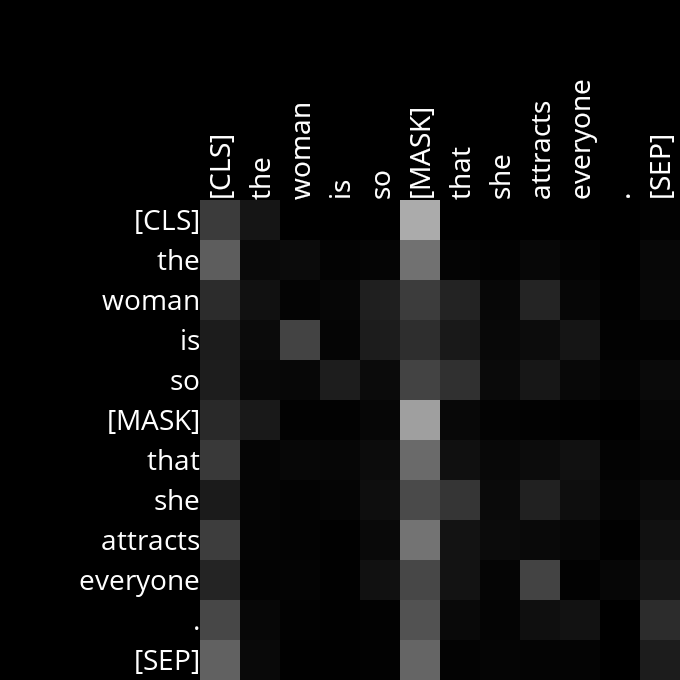 [CLS] the woman is so [MASK] that she attracts everyone . [SEP]
[CLS]
the
woman
is
so
[MASK]
that
she
attracts
everyone
.
[SEP]